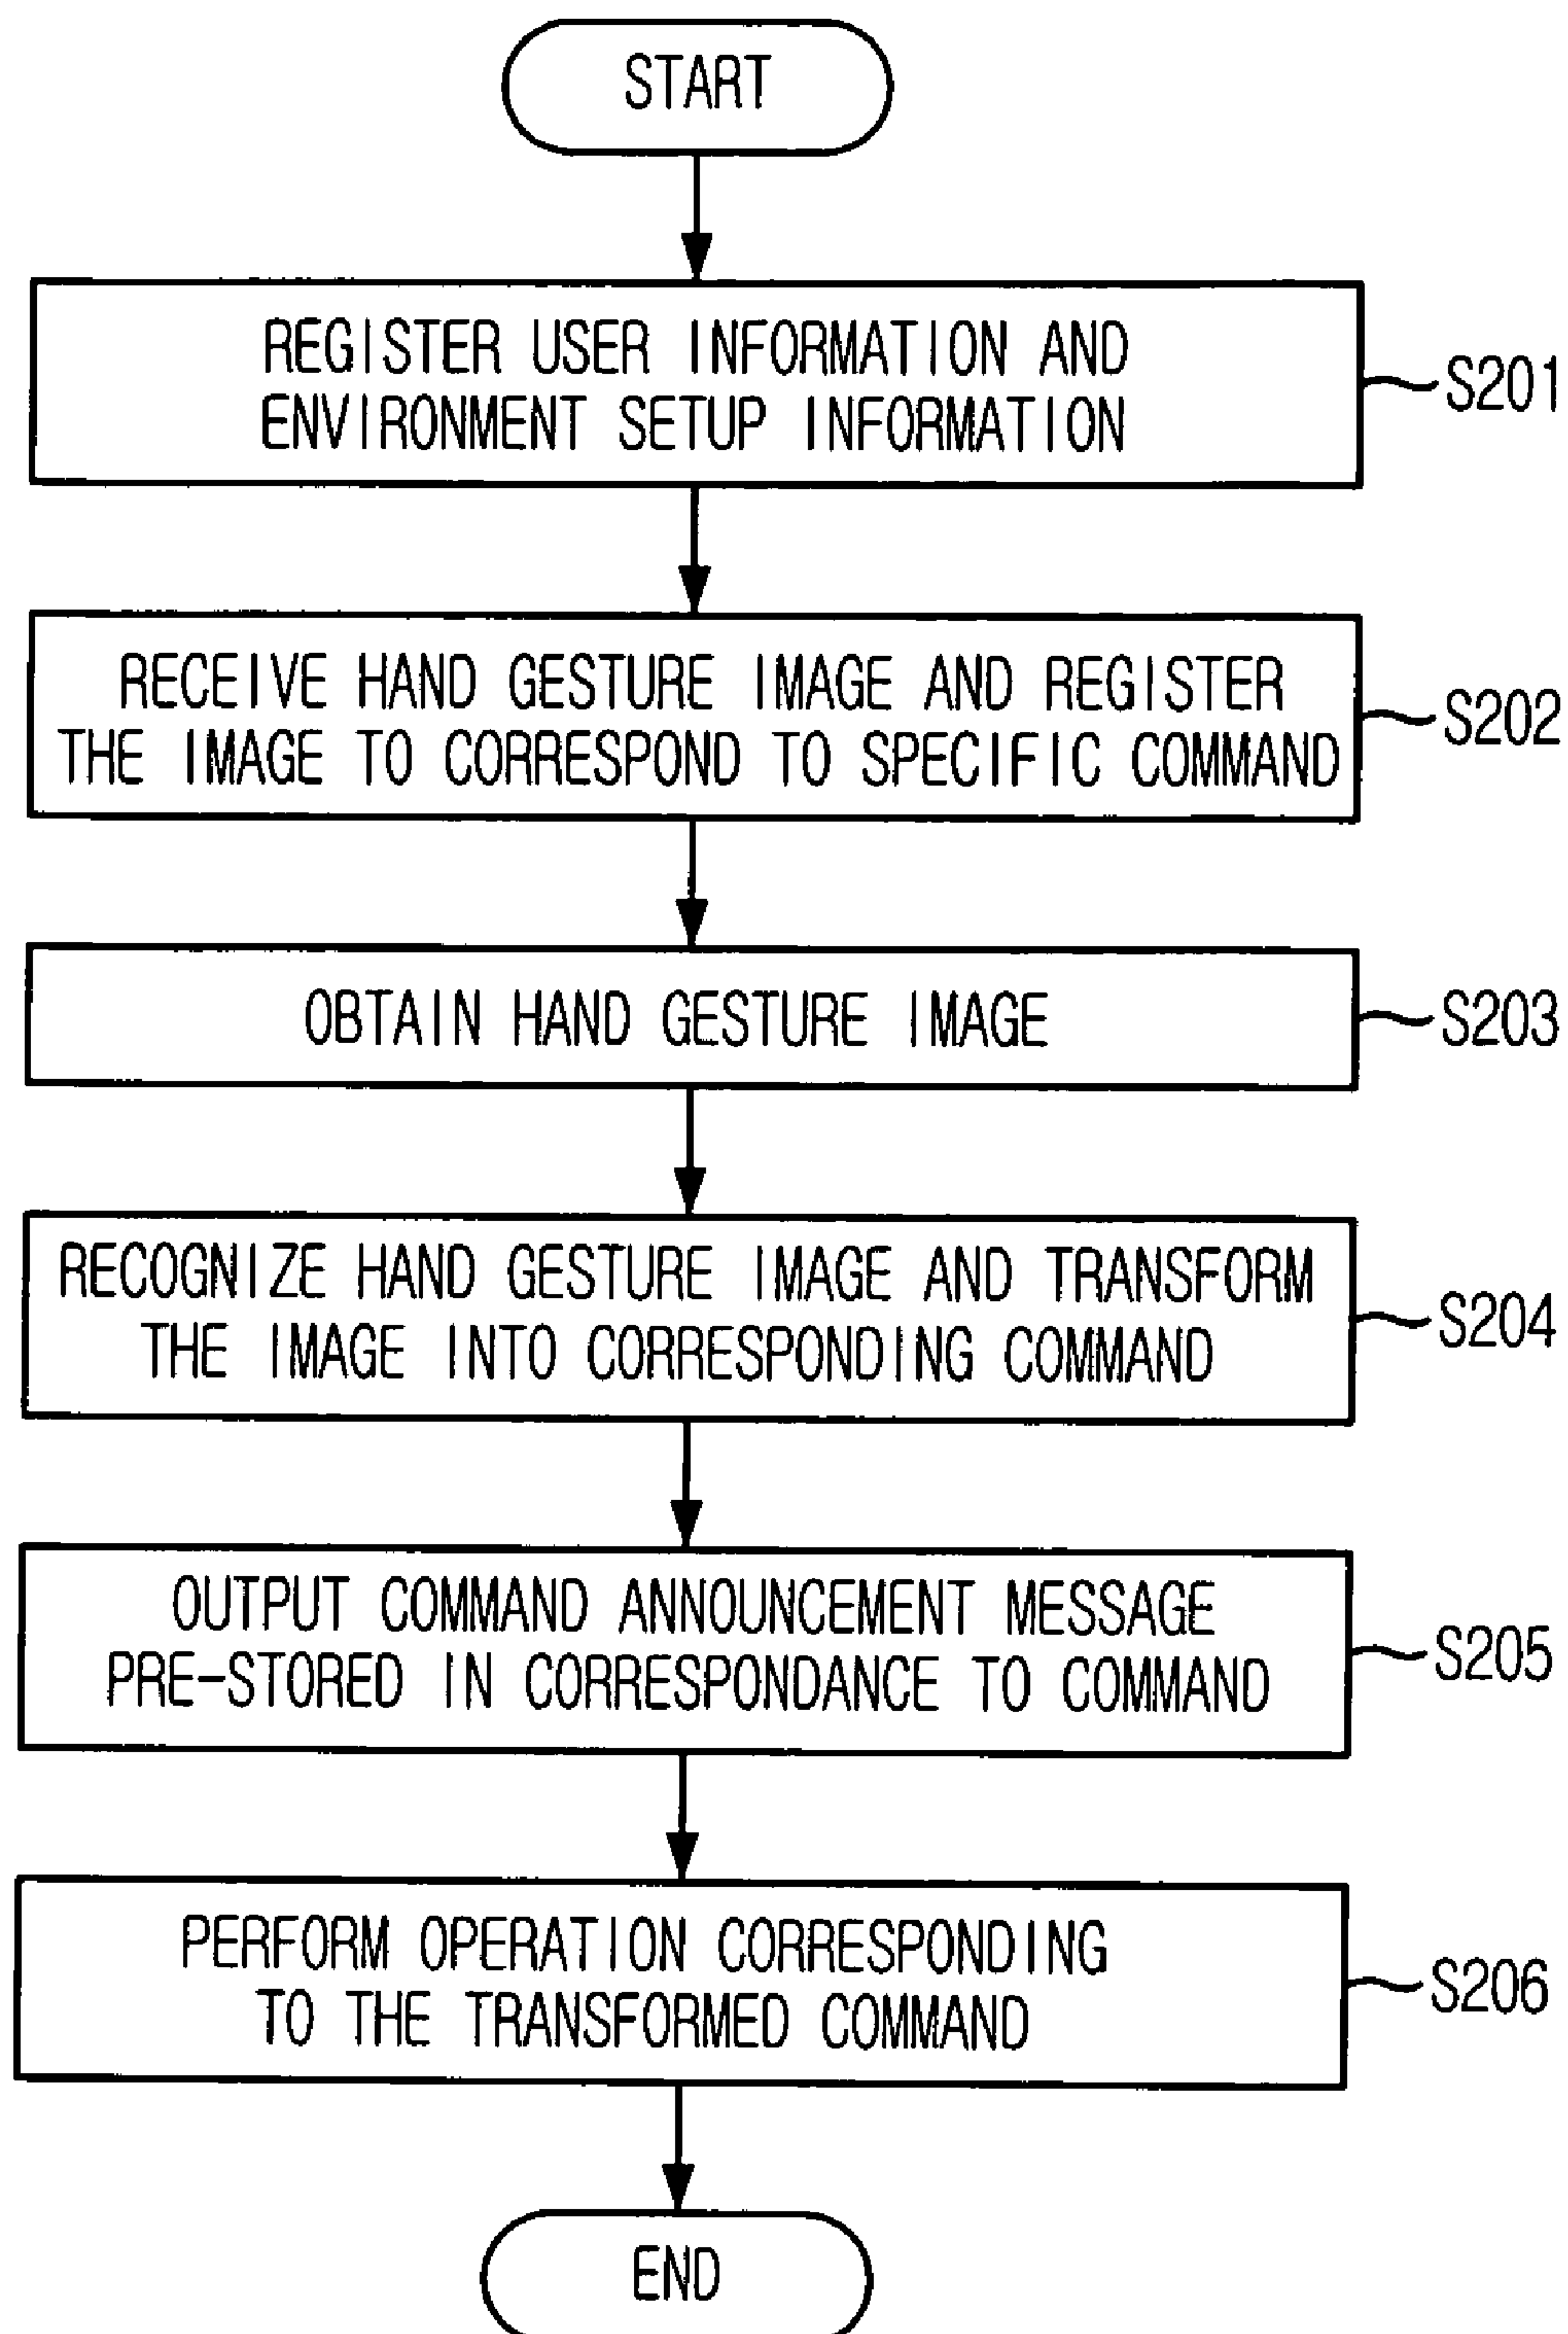 START
REGISTER USER INFORMATION AND
ENVIRONMENT SETUP INFORMATION
S201
RECEIVE HAND GESTURE IMAGE AND REGISTER
THE IMAGE TO CORRESPOND TO SPECIFIC COMMAND
S202
OBTAIN HAND GESTURE IMAGE
S203
RECOGNIZE HAND GESTURE IMAGE AND TRANSFORM
THE IMAGE INTO CORRESPONDING COMMAND
S204
OUTPUT COMMAND ANNOUNCEMENT MESSAGE
PRE-STORED IN CORRESPONDANCE TO COMMAND
S205
PERFORM OPERATION CORRESPONDING
TO THE TRANSFORMED COMMAND
S206
END